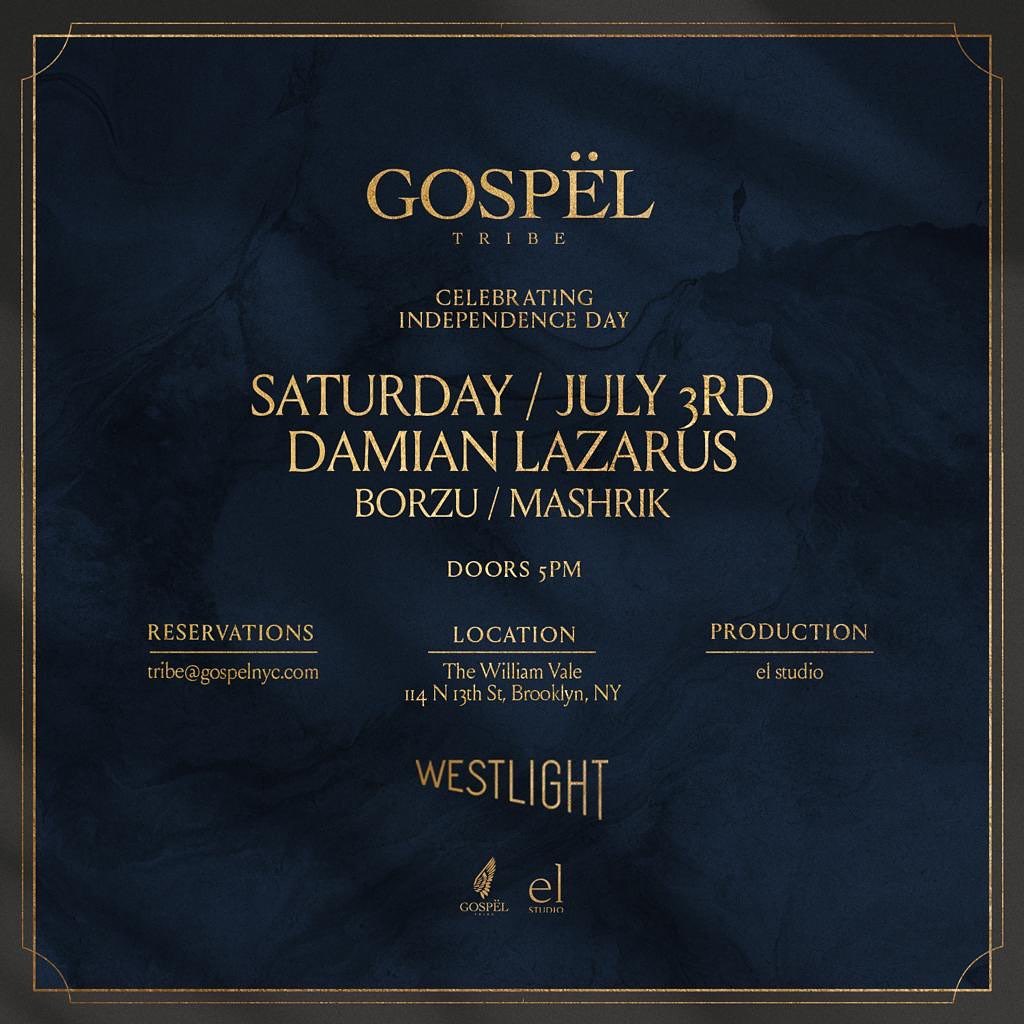 GOSPËL
TRIBE
CELEBRATING
INDEPENDENCE DAY
SATURDAY / JULY 3RD
DAMIAN LAZARUS
BORZU / MASHRIK
DOORS 5PM
RESERVATIONS
tribe@gospelnyc.com
LOCATION
The William Vale
114 N 13th St, Brooklyn, NY
PRODUCTION
el studio
WESTLIGHT
GOSPËL
TRIBE
el
STUDIO